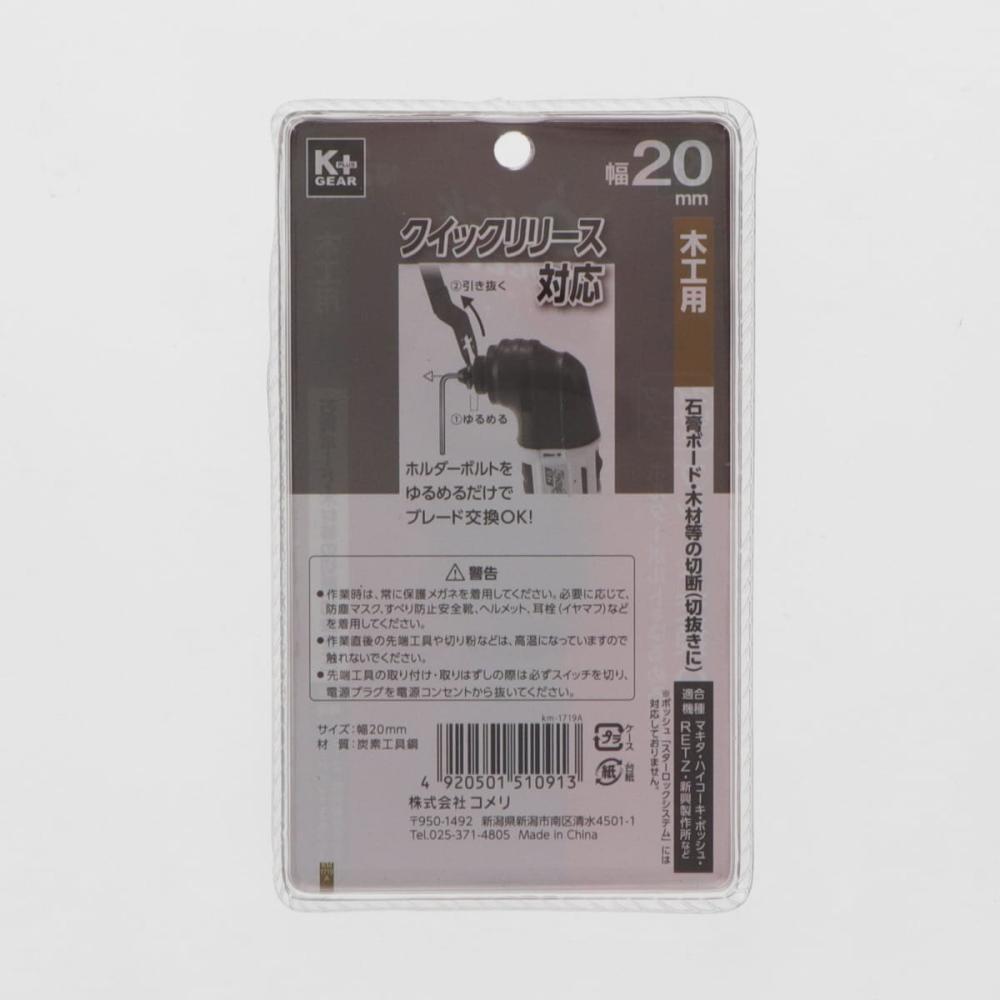 K+
PLUS
GEAR
幅20
mm
クイックリリース
対応
②引き抜く
①ゆるめる
ホルダーボルトを
ゆるめるだけで
ブレード交換OK!
木工用
石膏ボード・木材等の切断(切抜きに)
適合
機種
マキタ・ハイコーキ・ボッシュ・
RETZ・新興製作所など
※ボッシュ「スターロックシステム」には
対応しておりません。
⚠警告
●作業時は、常に保護メガネを着用してください。必要に応じて、
防塵マスク、すべり防止安全靴、ヘルメット、耳栓(イヤマフ)など
を着用してください。
●作業直後の先端工具や切り粉などは、高温になっていますので
触れないでください。
●先端工具の取り付け・取りはずしの際は必ずスイッチを切り、
電源プラグを電源コンセントから抜いてください。
サイズ:幅20mm
材 質:炭素工具鋼
km-1719A
4 920501 510913
プラ
ケース
紙
台紙
株式会社 コメリ
〒950-1492 新潟県新潟市南区清水4501-1
Tel.025-371-4805 Made in China